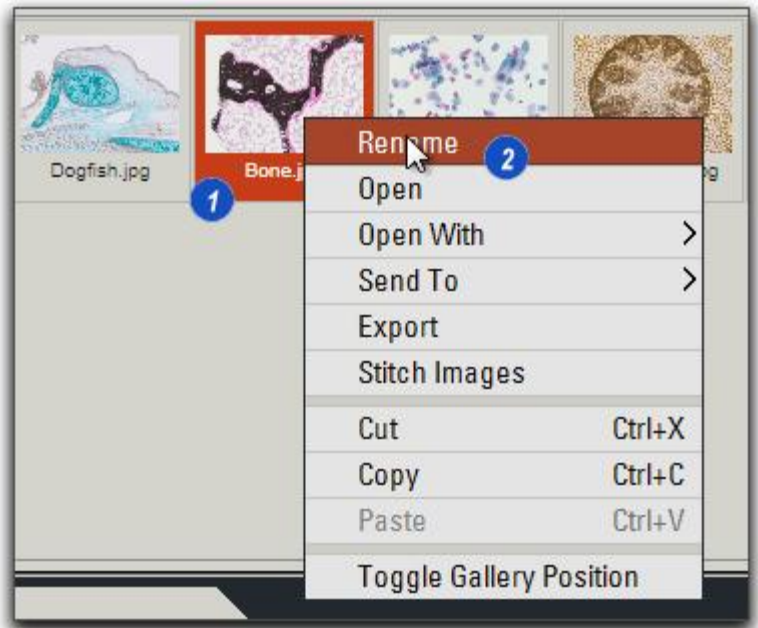 Dogfish.jpg
Bone.j
pg
1
2
Rename
Open
Open With
Send To
Export
Stitch Images
Cut Ctrl+X
Copy Ctrl+C
Paste Ctrl+V
Toggle Gallery Position